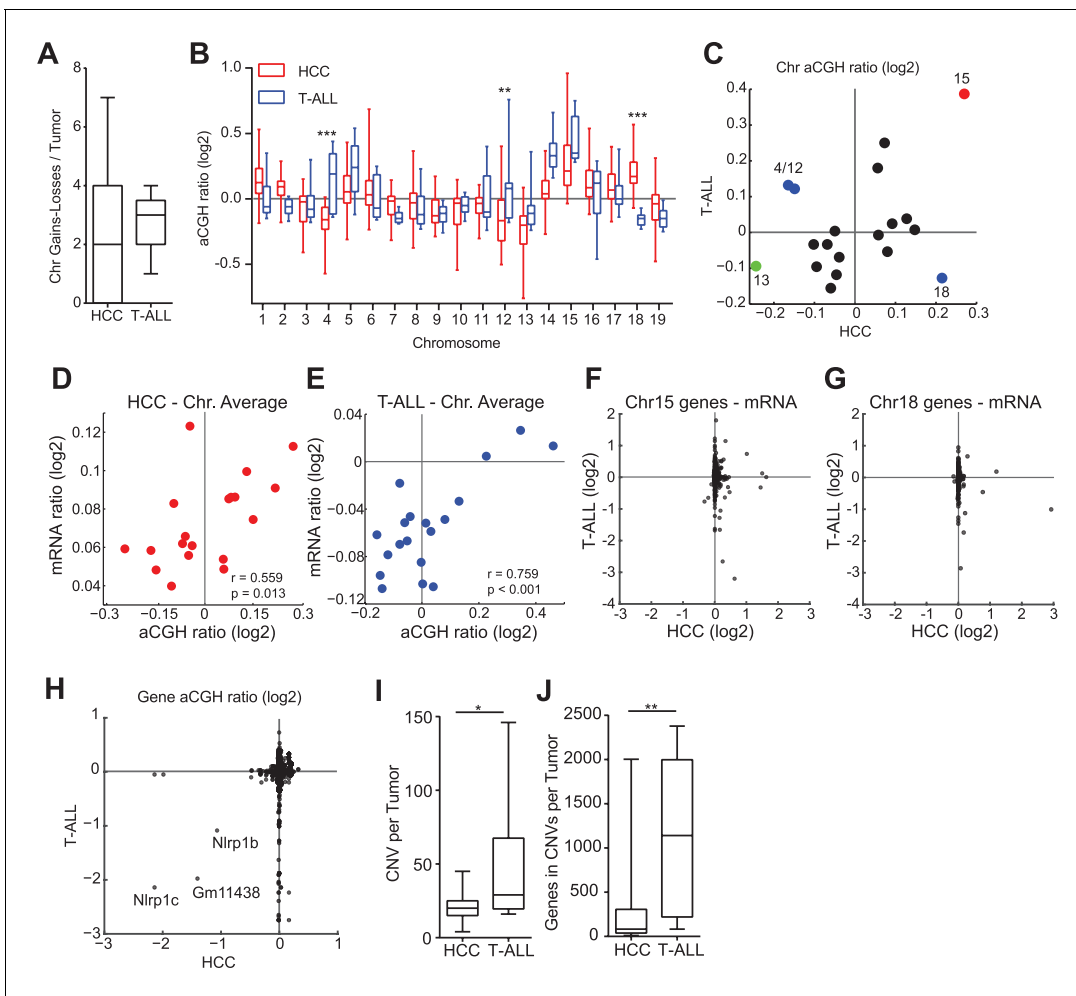 A
Chr Gains-Losses / Tumor
8
6
4
2
0
HCC
T-ALL
B
aCGH ratio (log2)
1.0
0.5
0.0
-0.5
HCC
T-ALL
***
**
***
1 2 3 4 5 6 7 8 9 10 11 12 13 14 15 16 17 18 19
Chromosome
C
Chr aCGH ratio (log2)
T-ALL
0.4
0.3
0.2
0.1
0
−0.1
−0.2
15
4/12
13
18
−0.2 −0.1 0 0.1 0.2 0.3
HCC
D
HCC - Chr. Average
mRNA ratio (log2)
0.12
0.1
0.08
0.06
0.04
r = 0.559
p = 0.013
−0.3 −0.15 0 0.15 0.3
aCGH ratio (log2)
E
T-ALL - Chr. Average
mRNA ratio (log2)
0.04
0
−0.04
−0.08
−0.12
r = 0.759
p < 0.001
−0.2 0 0.2 0.4
aCGH ratio (log2)
F
Chr15 genes - mRNA
T-ALL (log2)
2
1
0
−1
−2
−3
−4
−3 −2 −1 0 1 2 3
HCC (log2)
G
Chr18 genes - mRNA
T-ALL (log2)
2
1
0
−1
−2
−3
−4
−3 −2 −1 0 1 2 3
HCC (log2)
H
Gene aCGH ratio (log2)
T-ALL
1
0
−1
−2
−3
Nlrp1b
Nlrp1c
Gm11438
−3 −2 −1 0 1
HCC
I
CNV per Tumor
150
100
50
0
*
HCC
T-ALL
J
Genes in CNVs per Tumor
2500
2000
1500
1000
500
0
**
HCC
T-ALL